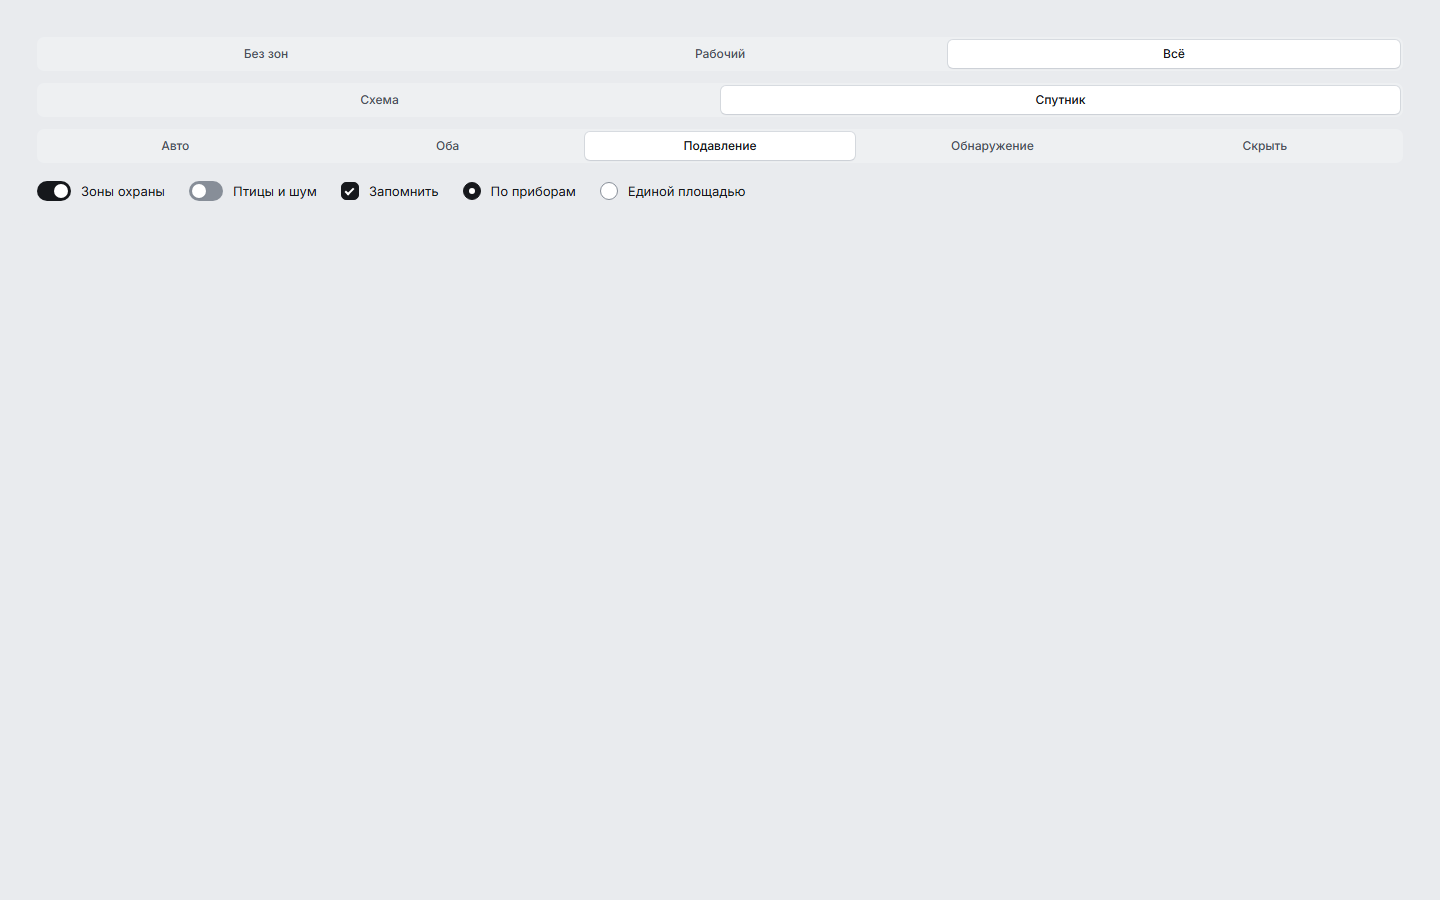 Без зон Рабочий Всё
Схема Спутник
Авто Оба Подавление Обнаружение Скрыть
Зоны охраны Птицы и шум Запомнить По приборам Единой площадью